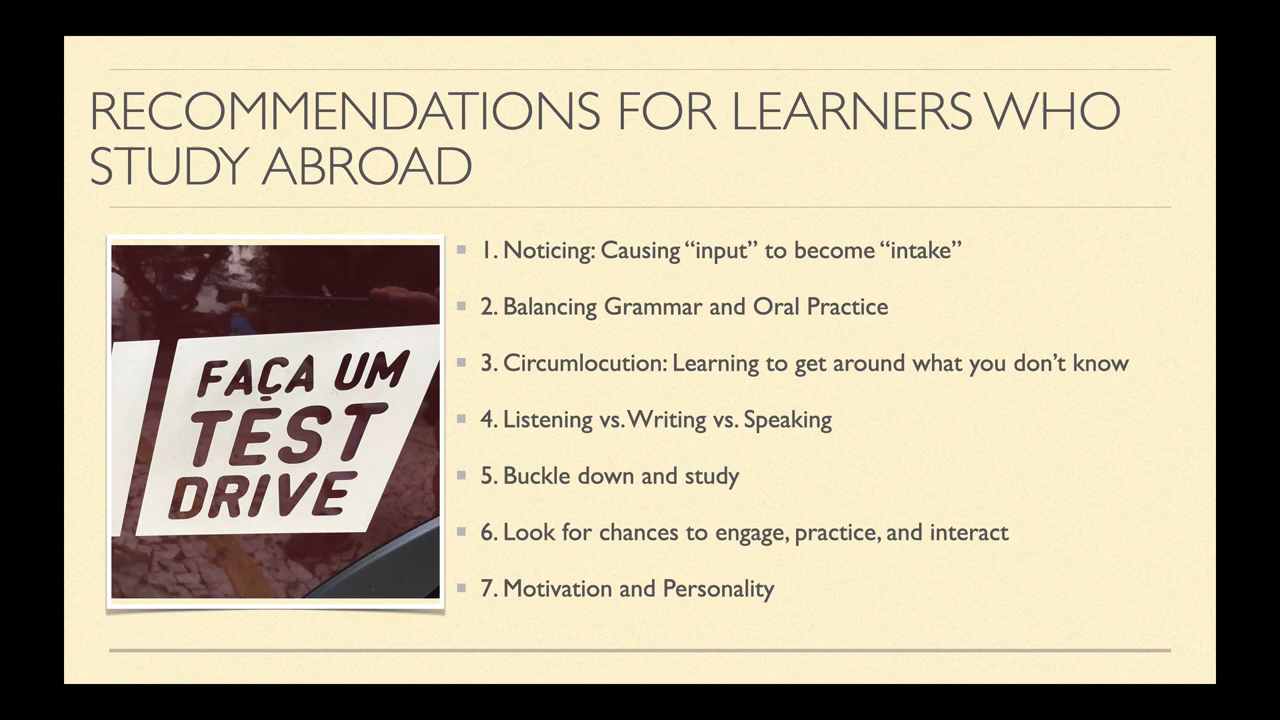 RECOMMENDATIONS FOR LEARNERS WHO
STUDY ABROAD
FAÇA UM
TEST
DRIVE
1. Noticing: Causing “input” to become “intake”
2. Balancing Grammar and Oral Practice
3. Circumlocution: Learning to get around what you don’t know
4. Listening vs. Writing vs. Speaking
5. Buckle down and study
6. Look for chances to engage, practice, and interact
7. Motivation and Personality